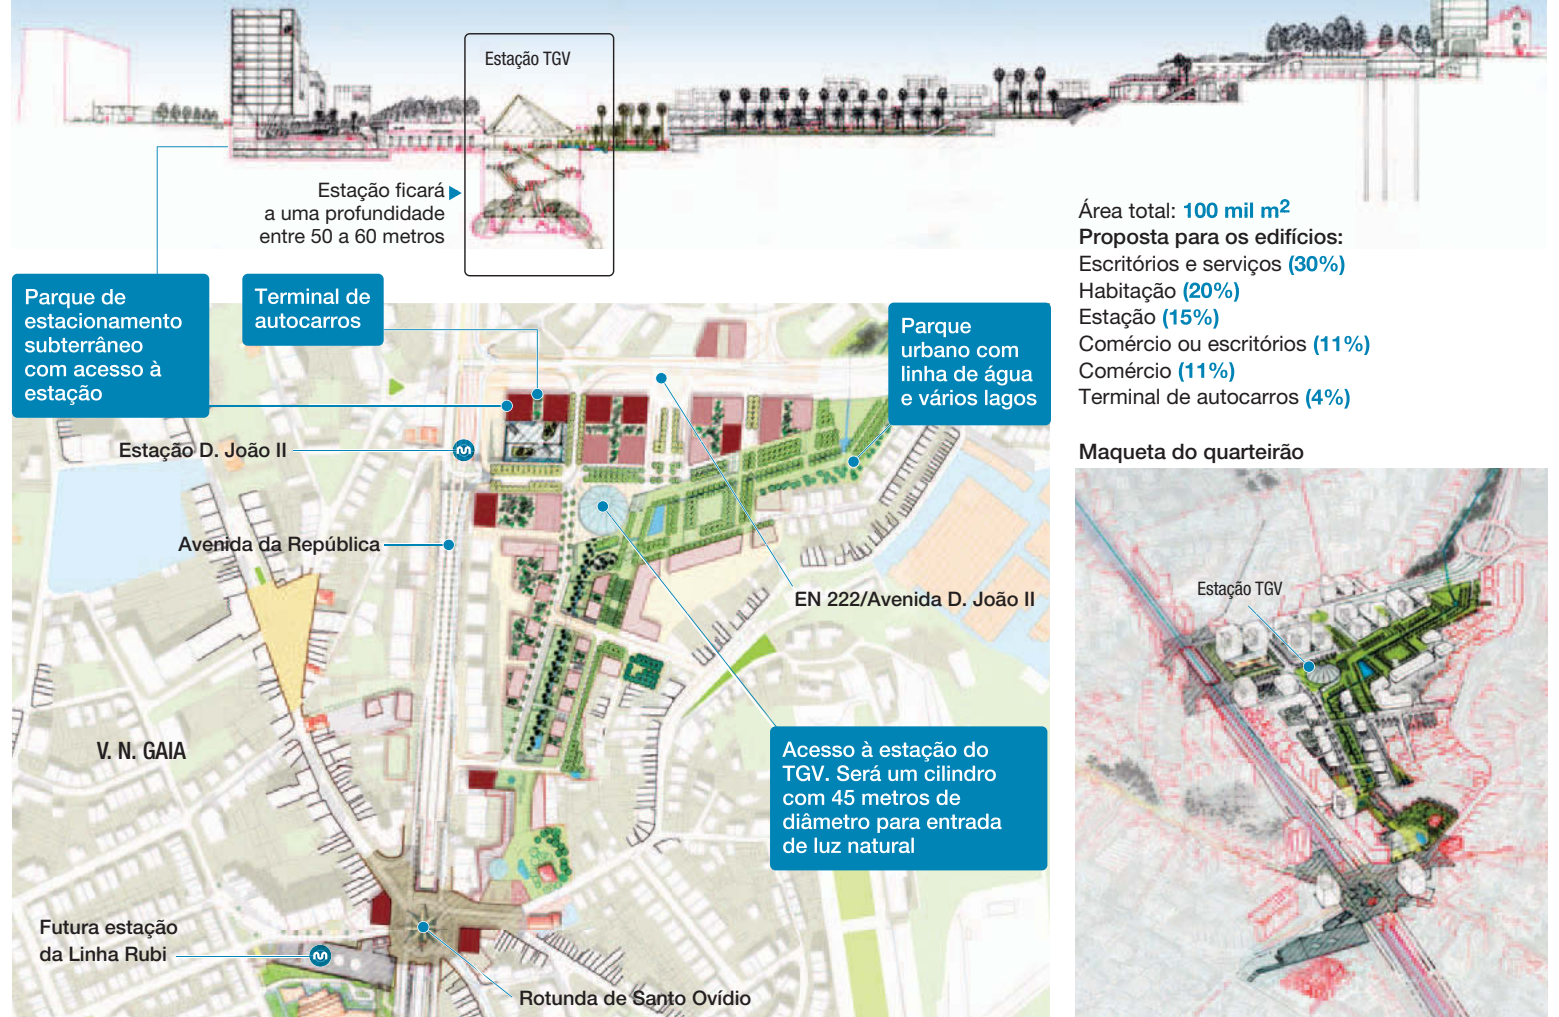 Estação TGV
Estação ficará
a uma profundidade
entre 50 a 60 metros
Área total: 100 mil m²
Proposta para os edifícios:
Escritórios e serviços (30%)
Habitação (20%)
Estação (15%)
Comércio ou escritórios (11%)
Comércio (11%)
Terminal de autocarros (4%)
Parque de
estacionamento
subterrâneo
com acesso à
estação
Terminal de
autocarros
Parque
urbano com
linha de água
e vários lagos
Estação D. João II
Avenida da República
EN 222/Avenida D. João II
V. N. GAIA
Acesso à estação do
TGV. Será um cilindro
com 45 metros de
diâmetro para entrada
de luz natural
Futura estação
da Linha Rubi
Rotunda de Santo Ovídio
Maqueta do quarteirão
Estação TGV